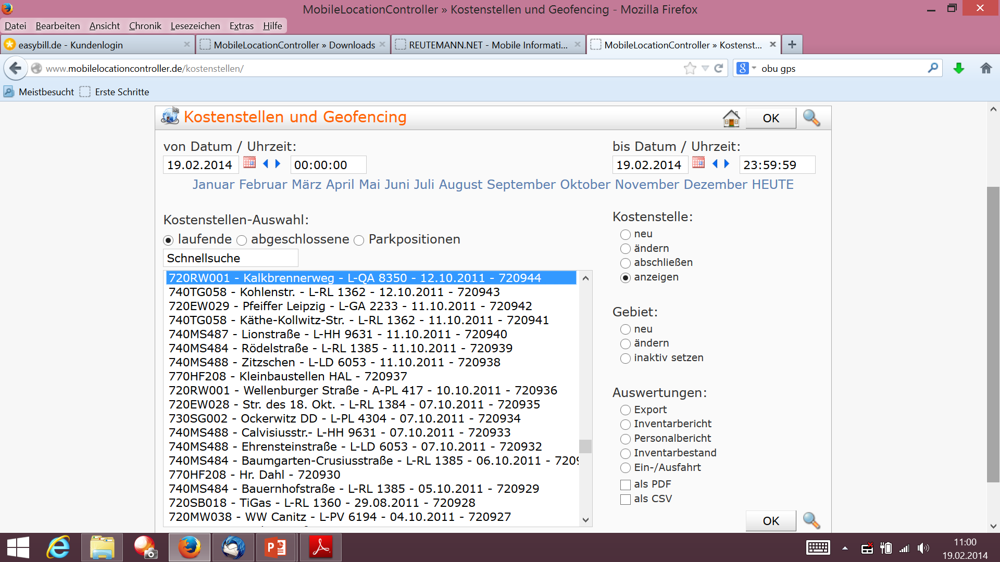 MobileLocationController » Kostenstellen und Geofencing - Mozilla Firefox
Datei Bearbeiten Ansicht Chronik Lesezeichen Extras Hilfe
easybill.de - Kundenlogin
MobileLocationController » Downloads
REUTEMANN.NET - Mobile Informati...
MobileLocationController » Kostenst...
www.mobilelocationcontroller.de/kostenstellen/
obu gps
Meistbesucht Erste Schritte
Kostenstellen und Geofencing
OK
von Datum / Uhrzeit:
19.02.2014 00:00:00
bis Datum / Uhrzeit:
19.02.2014 23:59:59
Januar Februar März April Mai Juni Juli August September Oktober November Dezember HEUTE
Kostenstellen-Auswahl:
laufende abgeschlossene Parkpositionen
Schnellsuche
720RW001 - Kalkbrennerweg - L-QA 8350 - 12.10.2011 - 720944
740TG058 - Kohlenstr. - L-RL 1362 - 12.10.2011 - 720943
720EW029 - Pfeiffer Leipzig - L-GA 2233 - 11.10.2011 - 720942
740TG058 - Käthe-Kollwitz-Str. - L-RL 1362 - 11.10.2011 - 720941
740MS487 - Lionstraße - L-HH 9631 - 11.10.2011 - 720940
740MS484 - Rödelstraße - L-RL 1385 - 11.10.2011 - 720939
740MS488 - Zitzschen - L-LD 6053 - 11.10.2011 - 720938
770HF208 - Kleinbaustellen HAL - 720937
720RW001 - Wellenburger Straße - A-PL 417 - 10.10.2011 - 720936
720EW028 - Str. des 18. Okt. - L-RL 1384 - 07.10.2011 - 720935
730SG002 - Ockerwitz DD - L-PL 4304 - 07.10.2011 - 720934
740MS488 - Calvisiusstr.- L-HH 9631 - 07.10.2011 - 720933
740MS488 - Ehrensteinstraße - L-LD 6053 - 07.10.2011 - 720932
740MS484 - Baumgarten-Crusiusstraße - L-RL 1385 - 06.10.2011 -
770HF208 - Hr. Dahl - 720930
740MS484 - Bauernhofstraße - L-RL 1385 - 05.10.2011 - 720929
720SB018 - TiGas - L-RL 1360 - 29.08.2011 - 720928
720MW038 - WW Canitz - L-PV 6194 - 04.10.2011 - 720927
Kostenstelle:
neu
ändern
abschließen
anzeigen
Gebiet:
neu
ändern
inaktiv setzen
Auswertungen:
Export
Inventarbericht
Personalbericht
Inventarbestand
Ein-/Ausfahrt
als PDF
als CSV
OK
11:00
19.02.2014